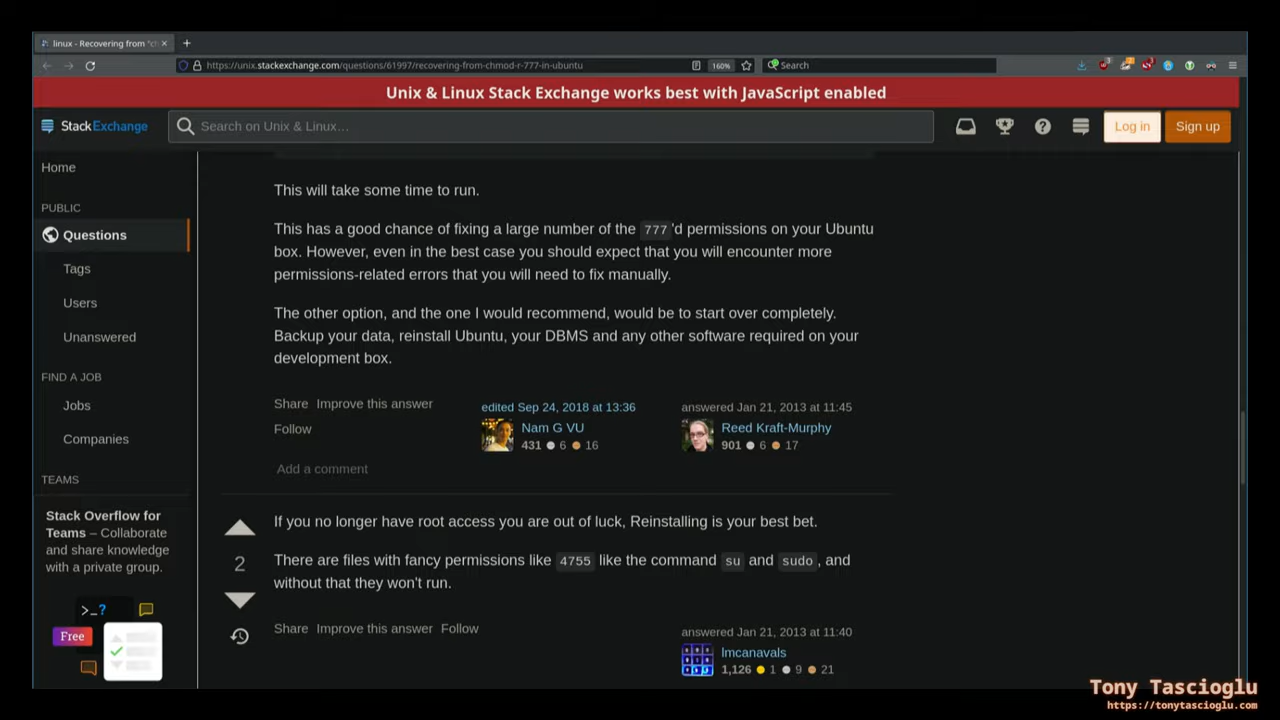 linux - Recovering from "c
https://unix.stackexchange.com/questions/61997/recovering-from-chmod-r-777-in-ubuntu
160%
Search
Unix & Linux Stack Exchange works best with JavaScript enabled
StackExchange
Search on Unix & Linux…
Log in
Sign up
Home
PUBLIC
Questions
Tags
Users
Unanswered
FIND A JOB
Jobs
Companies
TEAMS
Stack Overflow for
Teams – Collaborate
and share knowledge
with a private group.
>_?
Free
This will take some time to run.
This has a good chance of fixing a large number of the 777 'd permissions on your Ubuntu
box. However, even in the best case you should expect that you will encounter more
permissions-related errors that you will need to fix manually.
The other option, and the one I would recommend, would be to start over completely.
Backup your data, reinstall Ubuntu, your DBMS and any other software required on your
development box.
Share Improve this answer
Follow
edited Sep 24, 2018 at 13:36
Nam G VU
431 6 16
answered Jan 21, 2013 at 11:45
Reed Kraft-Murphy
901 6 17
Add a comment
2
If you no longer have root access you are out of luck, Reinstalling is your best bet.
There are files with fancy permissions like 4755 like the command su and sudo , and
without that they won't run.
Share Improve this answer Follow
answered Jan 21, 2013 at 11:40
lmcanavals
1,126 1 9 21
Tony Tascioglu
https://tonytascioglu.com